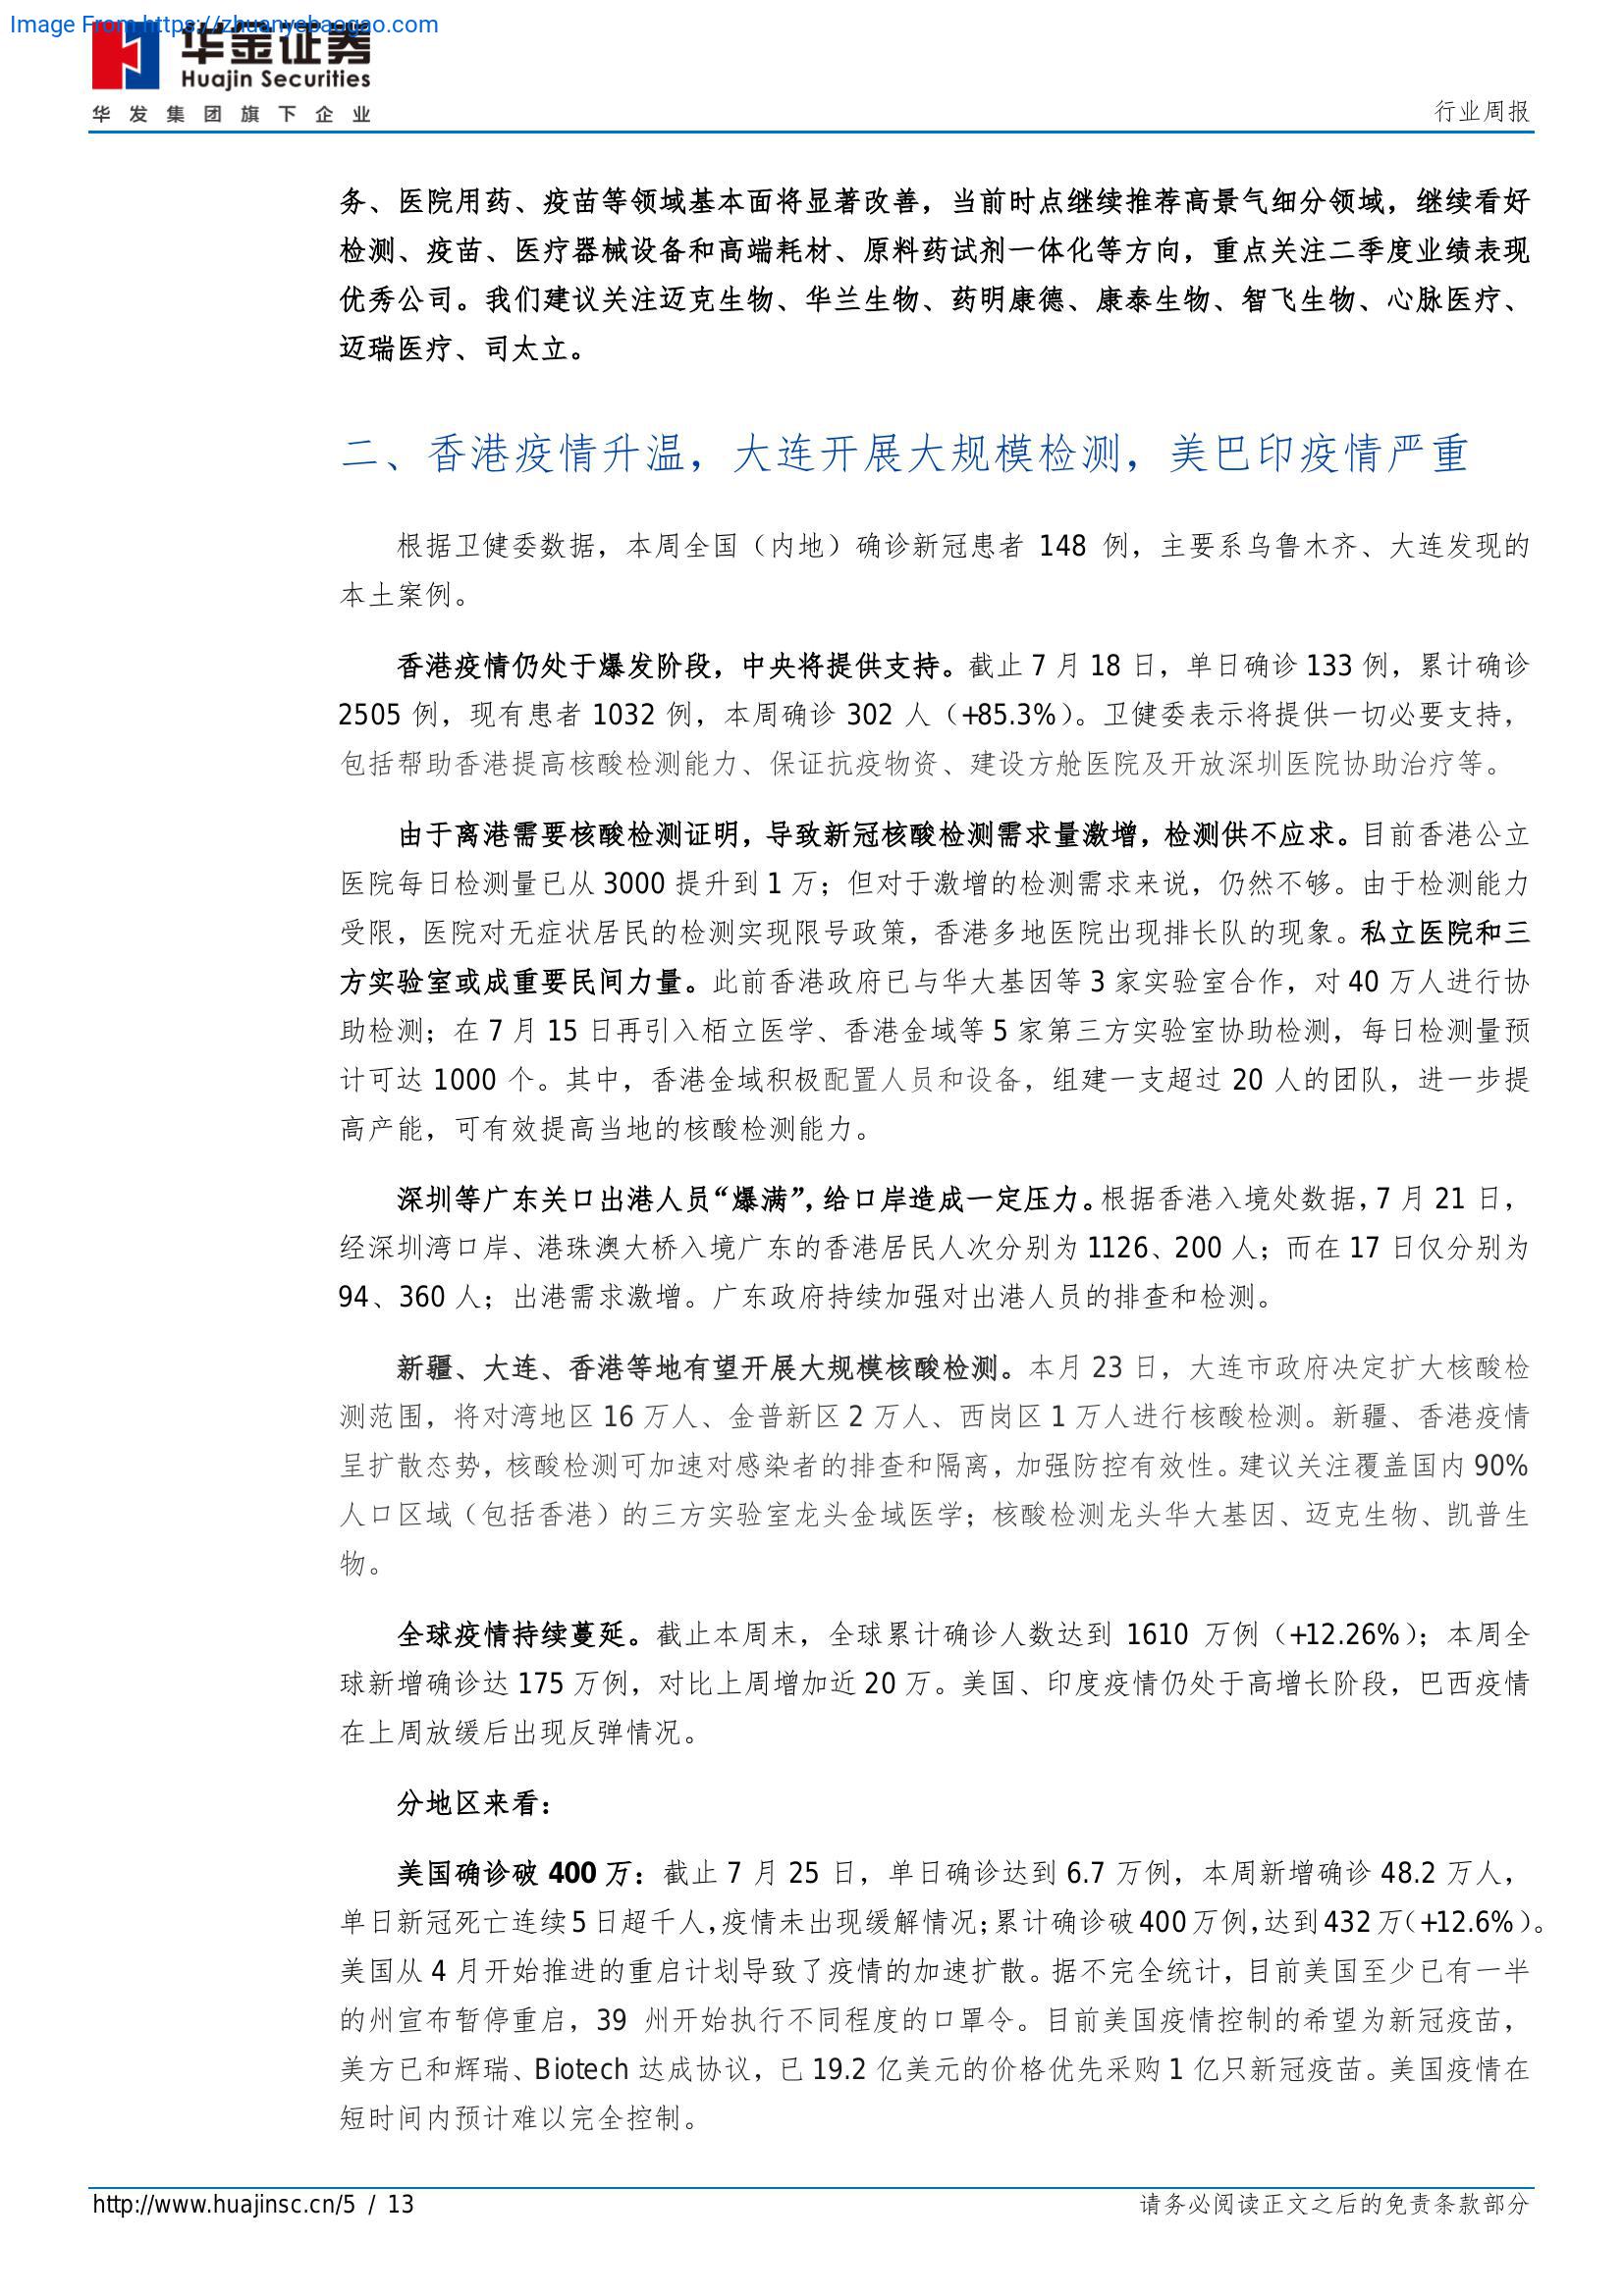 Image From https://zhuanyebaogao.com
华金证券
Huajin Securities
华发集团旗下企业
行业周报
务、医院用药、疫苗等领域基本面将显著改善，当前时点继续推荐高景气细分领域，继续看好
检测、疫苗、医疗器械设备和高端耗材、原料药试剂一体化等方向，重点关注二季度业绩表现
优秀公司。我们建议关注迈克生物、华兰生物、药明康德、康泰生物、智飞生物、心脉医疗、
迈瑞医疗、司太立。
二、香港疫情升温，大连开展大规模检测，美巴印疫情严重
根据卫健委数据，本周全国（内地）确诊新冠患者 148 例，主要系乌鲁木齐、大连发现的
本土案例。
香港疫情仍处于爆发阶段，中央将提供支持。截止 7 月 18 日，单日确诊 133 例，累计确诊
2505 例，现有患者 1032 例，本周确诊 302 人（+85.3%）。卫健委表示将提供一切必要支持，
包括帮助香港提高核酸检测能力、保证抗疫物资、建设方舱医院及开放深圳医院协助治疗等。
由于离港需要核酸检测证明，导致新冠核酸检测需求量激增，检测供不应求。目前香港公立
医院每日检测量已从 3000 提升到 1 万；但对于激增的检测需求来说，仍然不够。由于检测能力
受限，医院对无症状居民的检测实现限号政策，香港多地医院出现排长队的现象。私立医院和三
方实验室或成重要民间力量。此前香港政府已与华大基因等 3 家实验室合作，对 40 万人进行协
助检测；在 7 月 15 日再引入栢立医学、香港金域等 5 家第三方实验室协助检测，每日检测量预
计可达 1000 个。其中，香港金域积极配置人员和设备，组建一支超过 20 人的团队，进一步提
高产能，可有效提高当地的核酸检测能力。
深圳等广东关口出港人员“爆满”，给口岸造成一定压力。根据香港入境处数据，7 月 21 日，
经深圳湾口岸、港珠澳大桥入境广东的香港居民人次分别为 1126、200 人；而在 17 日仅分别为
94、360 人；出港需求激增。广东政府持续加强对出港人员的排查和检测。
新疆、大连、香港等地有望开展大规模核酸检测。本月 23 日，大连市政府决定扩大核酸检
测范围，将对湾地区 16 万人、金普新区 2 万人、西岗区 1 万人进行核酸检测。新疆、香港疫情
呈扩散态势，核酸检测可加速对感染者的排查和隔离，加强防控有效性。建议关注覆盖国内 90%
人口区域（包括香港）的三方实验室龙头金域医学；核酸检测龙头华大基因、迈克生物、凯普生
物。
全球疫情持续蔓延。截止本周末，全球累计确诊人数达到 1610 万例（+12.26%）；本周全
球新增确诊达 175 万例，对比上周增加近 20 万。美国、印度疫情仍处于高增长阶段，巴西疫情
在上周放缓后出现反弹情况。
分地区来看：
美国确诊破 400 万：截止 7 月 25 日，单日确诊达到 6.7 万例，本周新增确诊 48.2 万人，
单日新冠死亡连续 5 日超千人，疫情未出现缓解情况；累计确诊破 400 万例，达到 432 万（+12.6%）。
美国从 4 月开始推进的重启计划导致了疫情的加速扩散。据不完全统计，目前美国至少已有一半
的州宣布暂停重启，39 州开始执行不同程度的口罩令。目前美国疫情控制的希望为新冠疫苗，
美方已和辉瑞、Biotech 达成协议，已 19.2 亿美元的价格优先采购 1 亿只新冠疫苗。美国疫情在
短时间内预计难以完全控制。
http://www.huajinsc.cn/5 / 13
请务必阅读正文之后的免责条款部分